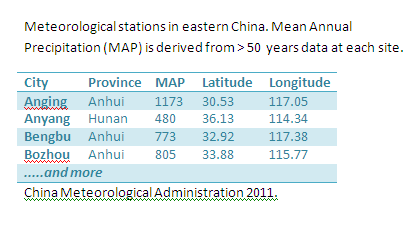 Meteorological stations in eastern China. Mean Annual
Precipitation (MAP) is derived from > 50 years data at each site.
City Province MAP Latitude Longitude
Anging Anhui 1173 30.53 117.05
Anyang Hunan 480 36.13 114.34
Bengbu Anhui 773 32.92 117.38
Bozhou Anhui 805 33.88 115.77
.....and more
China Meteorological Administration 2011.